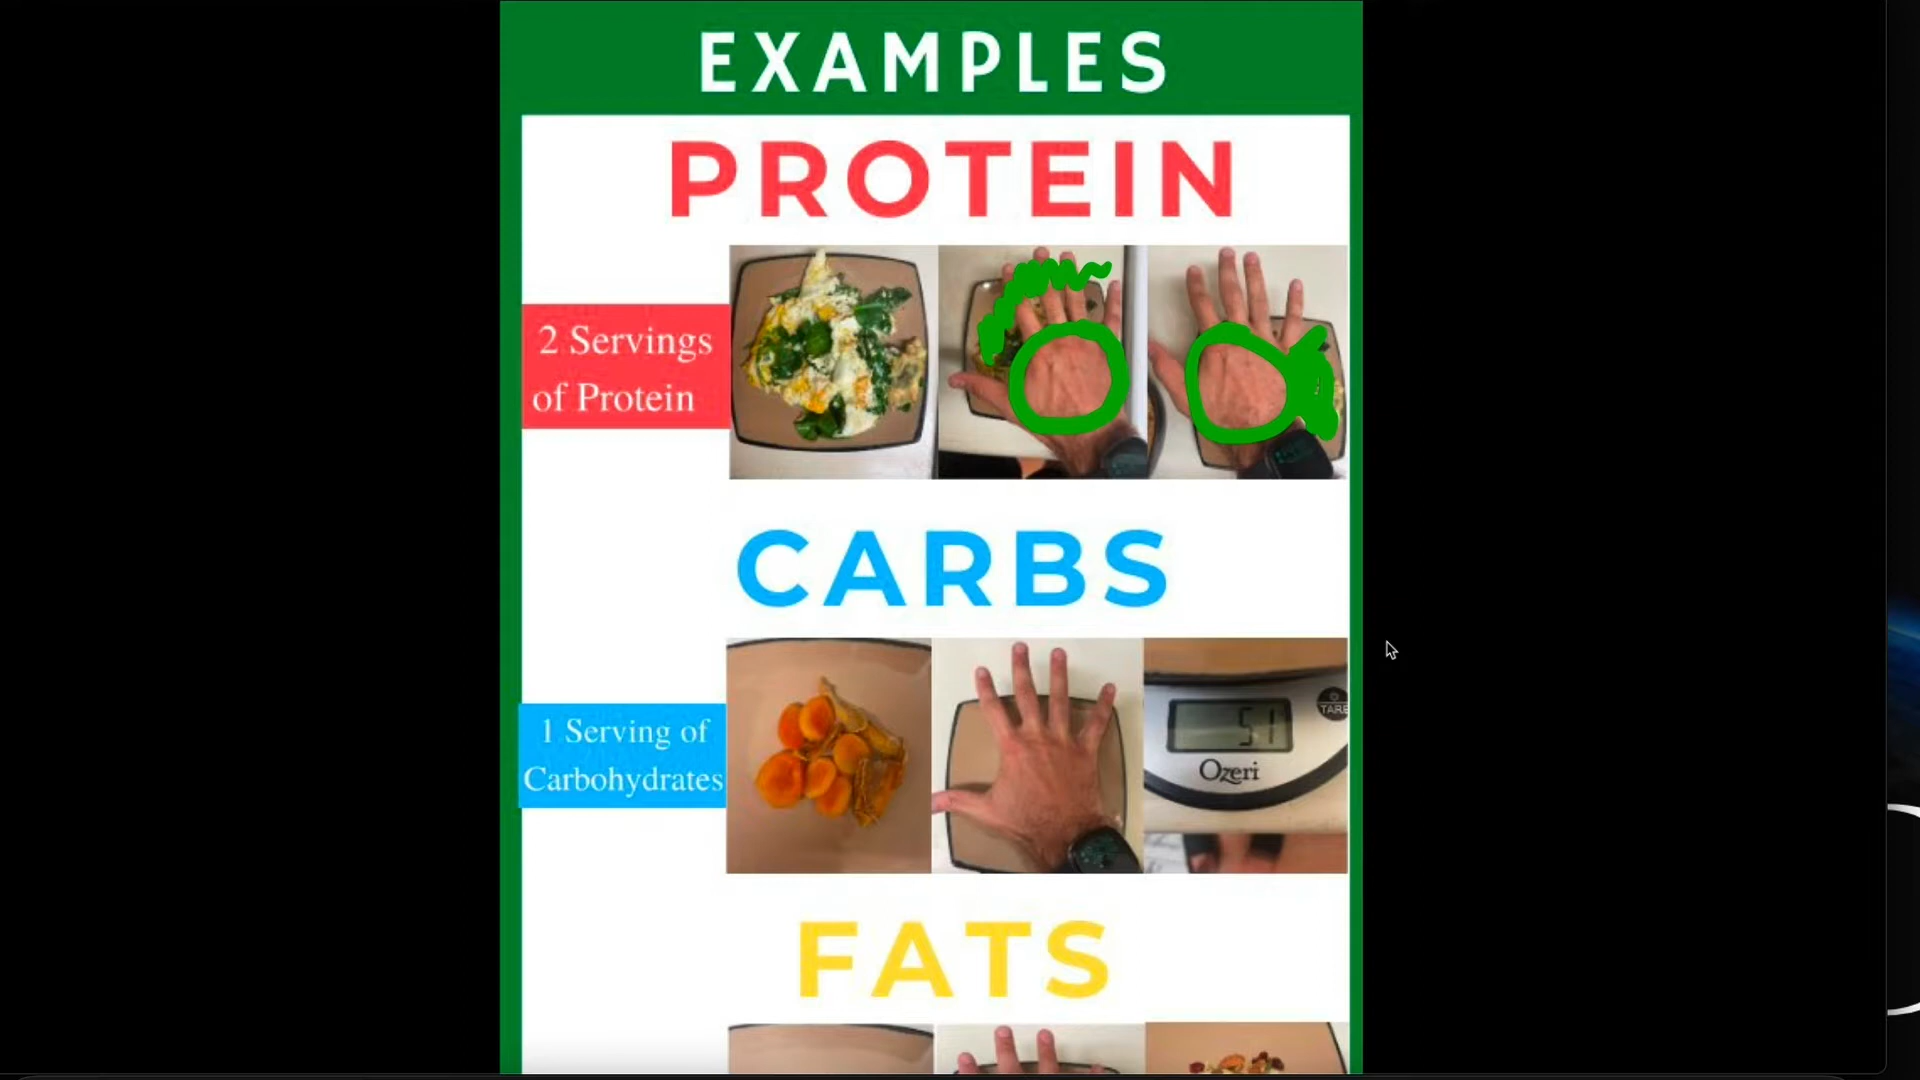 EXAMPLES
PROTEIN
2 Servings
of Protein
CARBS
1 Serving of
Carbohydrates
51
TARE
Ozeri
FATS